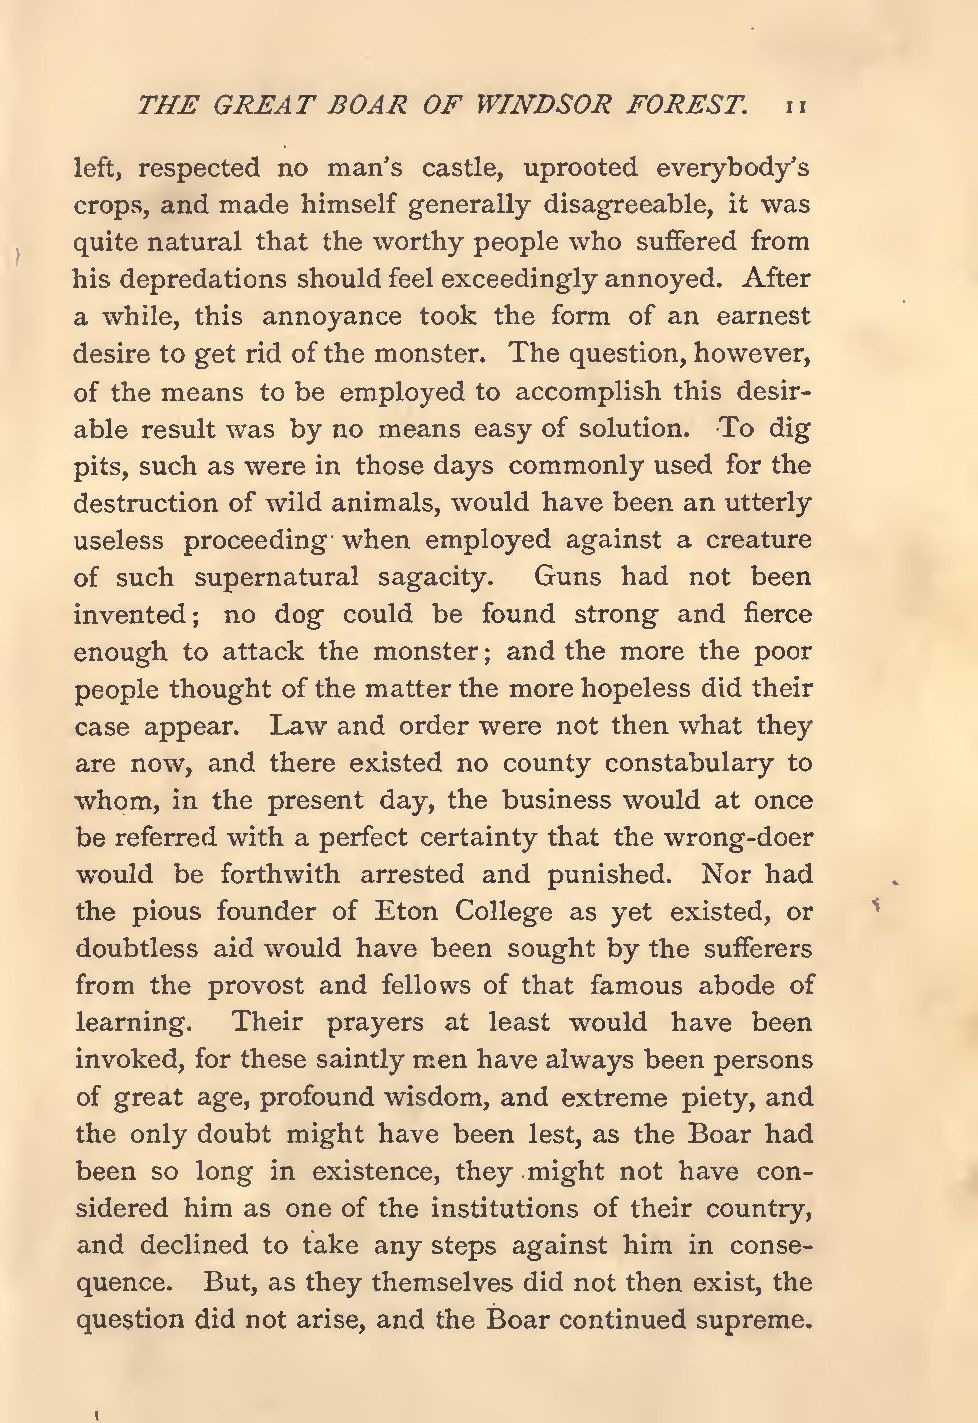 THE GREAT BOAR OF WINDSOR FOREST. 11
left, respected no man's castle, uprooted everybody's
crops, and made himself generally disagreeable, it was
quite natural that the worthy people who suffered from
his depredations should feel exceedingly annoyed. After
a while, this annoyance took the form of an earnest
desire to get rid of the monster. The question, however,
of the means to be employed to accomplish this desir-
able result was by no means easy of solution. To dig
pits, such as were in those days commonly used for the
destruction of wild animals, would have been an utterly
useless proceeding when employed against a creature
of such supernatural sagacity. Guns had not been
invented; no dog could be found strong and fierce
enough to attack the monster; and the more the poor
people thought of the matter the more hopeless did their
case appear. Law and order were not then what they
are now, and there existed no county constabulary to
whom, in the present day, the business would at once
be referred with a perfect certainty that the wrong-doer
would be forthwith arrested and punished. Nor had
the pious founder of Eton College as yet existed, or
doubtless aid would have been sought by the sufferers
from the provost and fellows of that famous abode of
learning. Their prayers at least would have been
invoked, for these saintly men have always been persons
of great age, profound wisdom, and extreme piety, and
the only doubt might have been lest, as the Boar had
been so long in existence, they might not have con-
sidered him as one of the institutions of their country,
and declined to take any steps against him in conse-
quence. But, as they themselves did not then exist, the
question did not arise, and the Boar continued supreme.